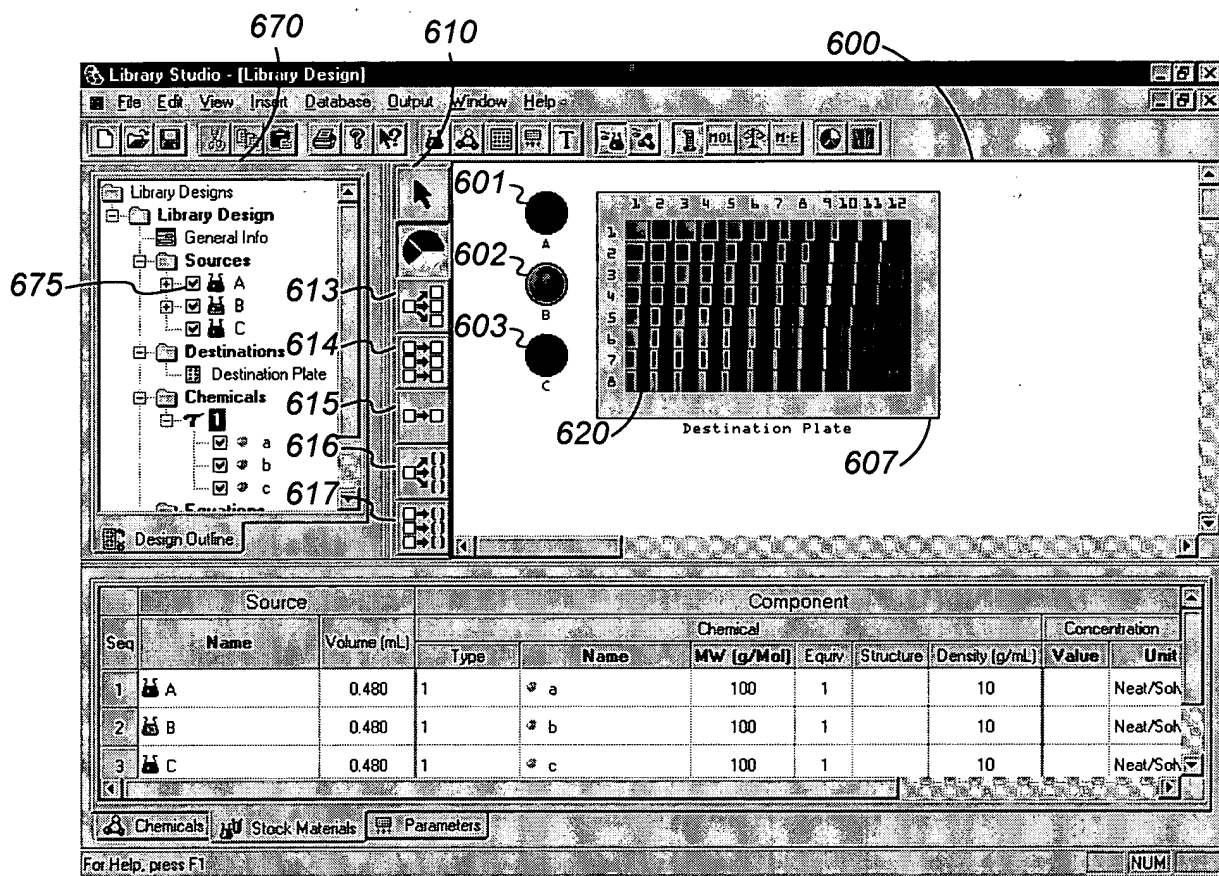 670 610 600
Library Studio - [Library Design]
File Edit View Insert Database Output Window Help
MOL M:E
T
Library Designs
Library Design
General Info
Sources
A
B
C
Destinations
Destination Plate
Chemicals
1
a
b
c
Equations
Design Outline
675
613
614
615
616
617
601
A
602
B
603
C
1 2 3 4 5 6 7 8 9 10 11 12
1
2
3
4
5
6
7
8
620
Destination Plate
607
Source Component
Chemical Concentration
Seq Name Volume (mL) Type Name MW (g/Mol) Equiv. Structure Density (g/mL) Value Unit
1 A 0.480 1 a 100 1 10 Neat/Solv
2 B 0.480 1 b 100 1 10 Neat/Solv
3 C 0.480 1 c 100 1 10 Neat/Solv
Chemicals Stock Materials Parameters
For Help, press F1 NUM